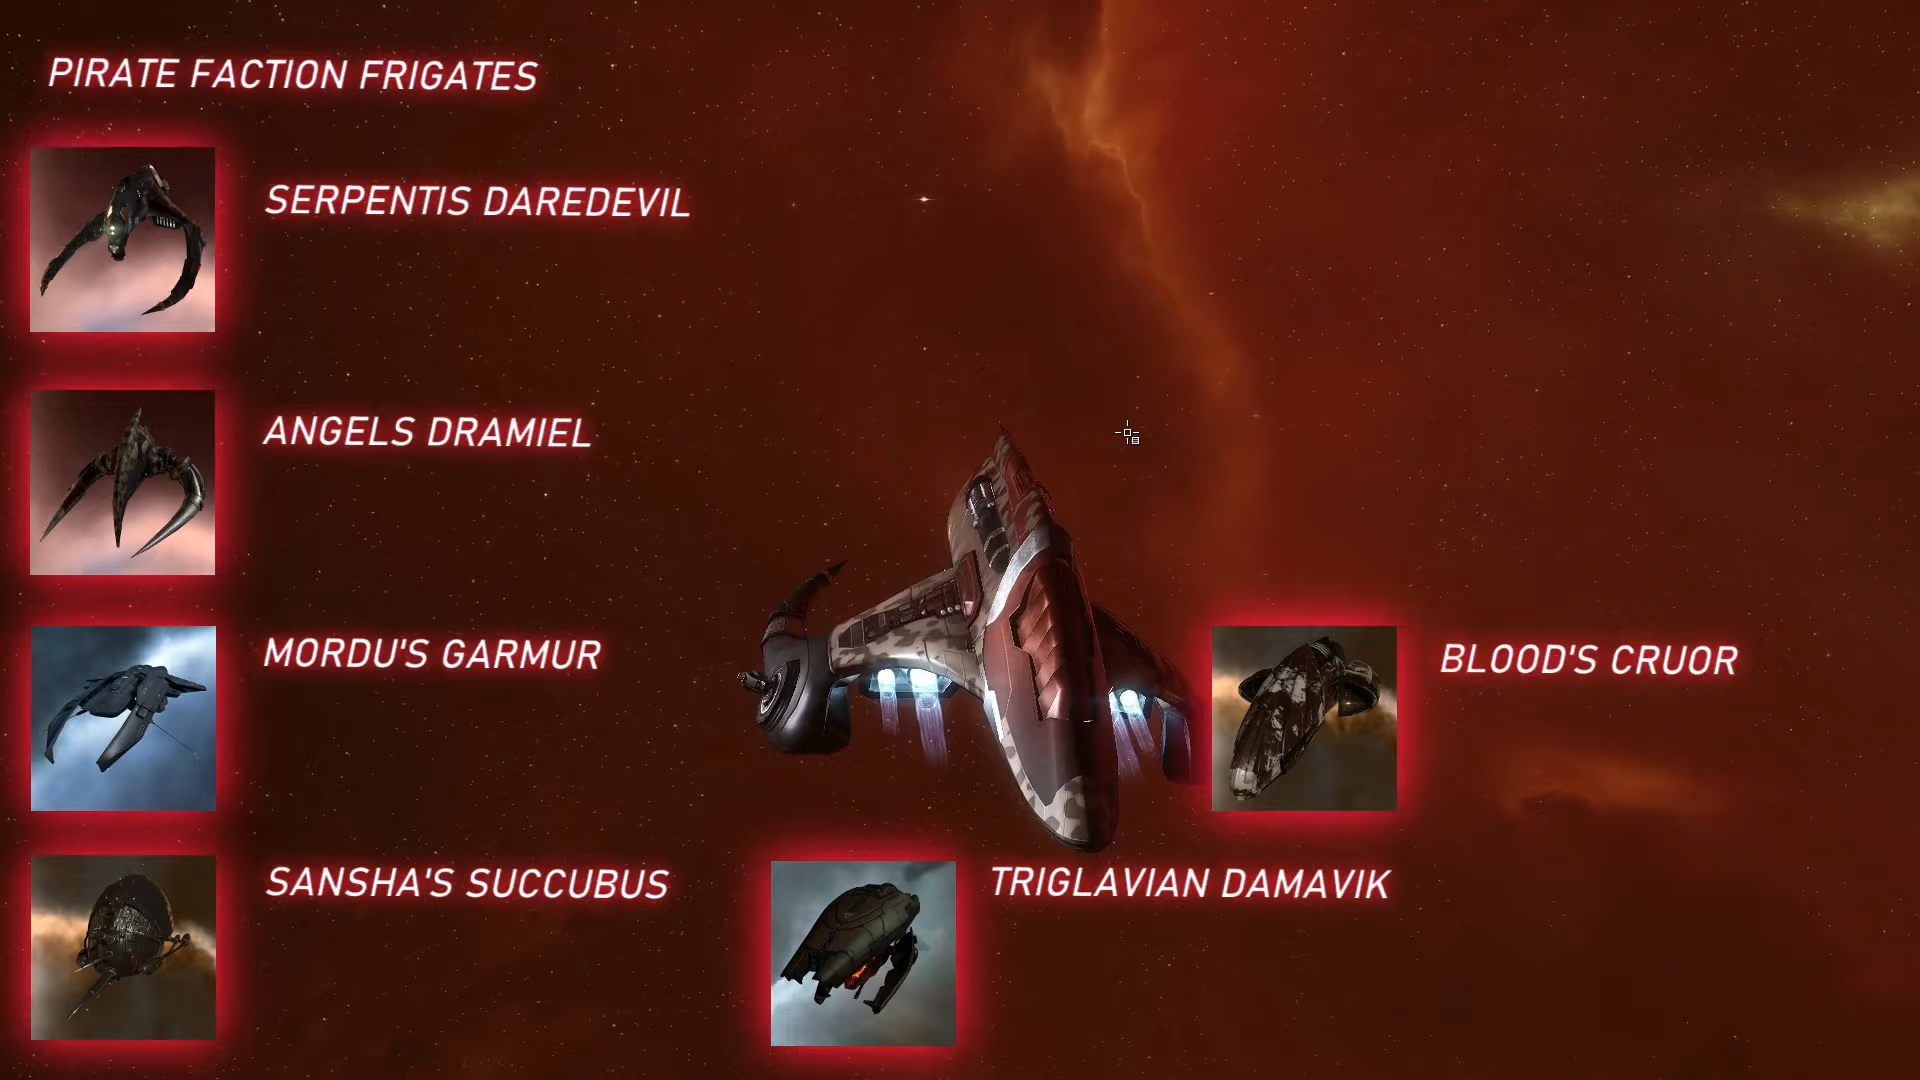 PIRATE FACTION FRIGATES
SERPENTIS DAREDEVIL
ANGELS DRAMIEL
MORDU'S GARMUR
BLOOD'S CRUOR
SANSHA'S SUCCUBUS
TRIGLAVIAN DAMAVIK